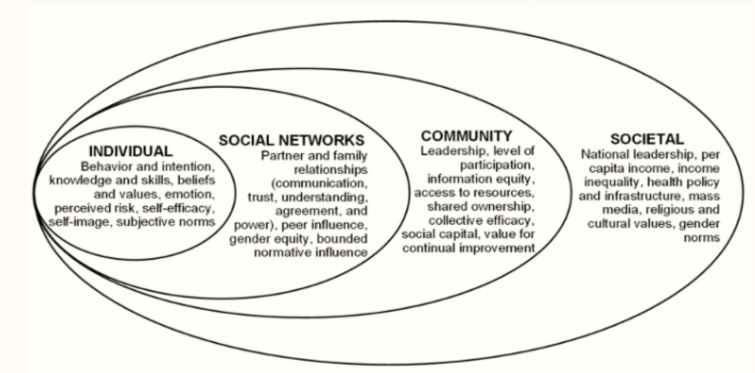 INDIVIDUAL
Behavior and intention,
knowledge and skills, beliefs
and values, emotion,
perceived risk, self-efficacy,
self-image, subjective norms
SOCIAL NETWORKS
Partner and family
relationships
(communication,
trust, understanding,
agreement, and
power), peer influence,
gender equity, bounded
normative influence
COMMUNITY
Leadership, level of
participation,
information equity,
access to resources,
shared ownership,
collective efficacy,
social capital, value for
continual improvement
SOCIETAL
National leadership, per
capita income, income
inequality, health policy
and infrastructure, mass
media, religious and
cultural values, gender
norms